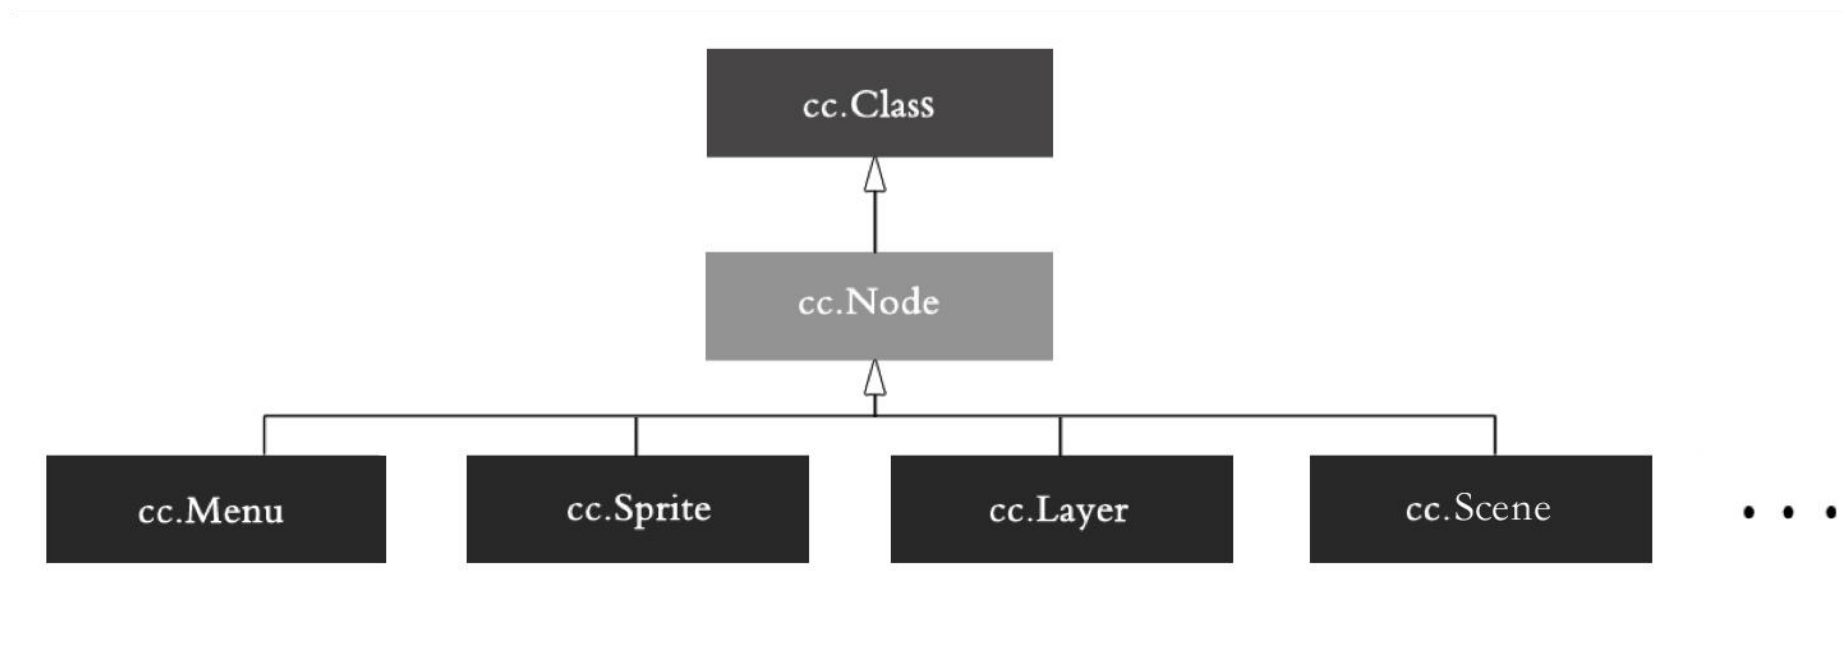 cc.Class
cc.Node
cc.Menu
cc.Sprite
cc.Layer
cc.Scene
. . .